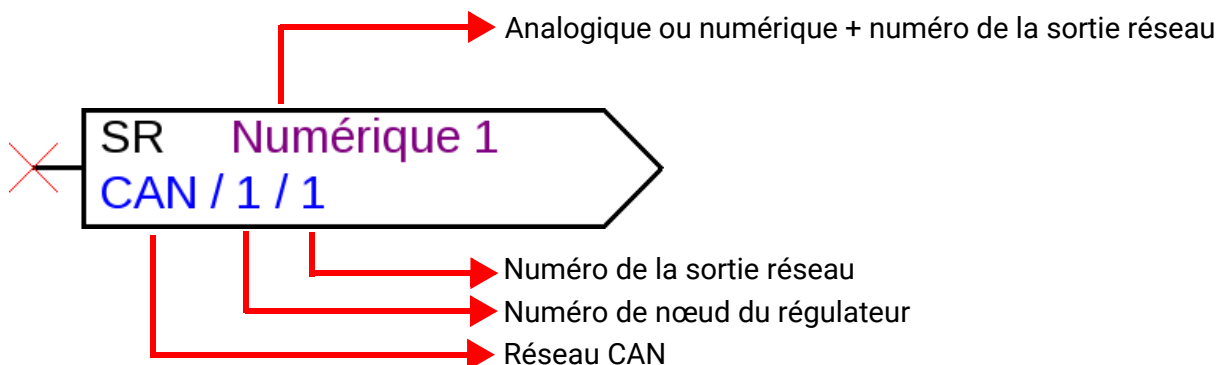 Analogique ou numérique + numéro de la sortie réseau
SR Numérique 1
CAN / 1 / 1
Numéro de la sortie réseau
Numéro de nœud du régulateur
Réseau CAN